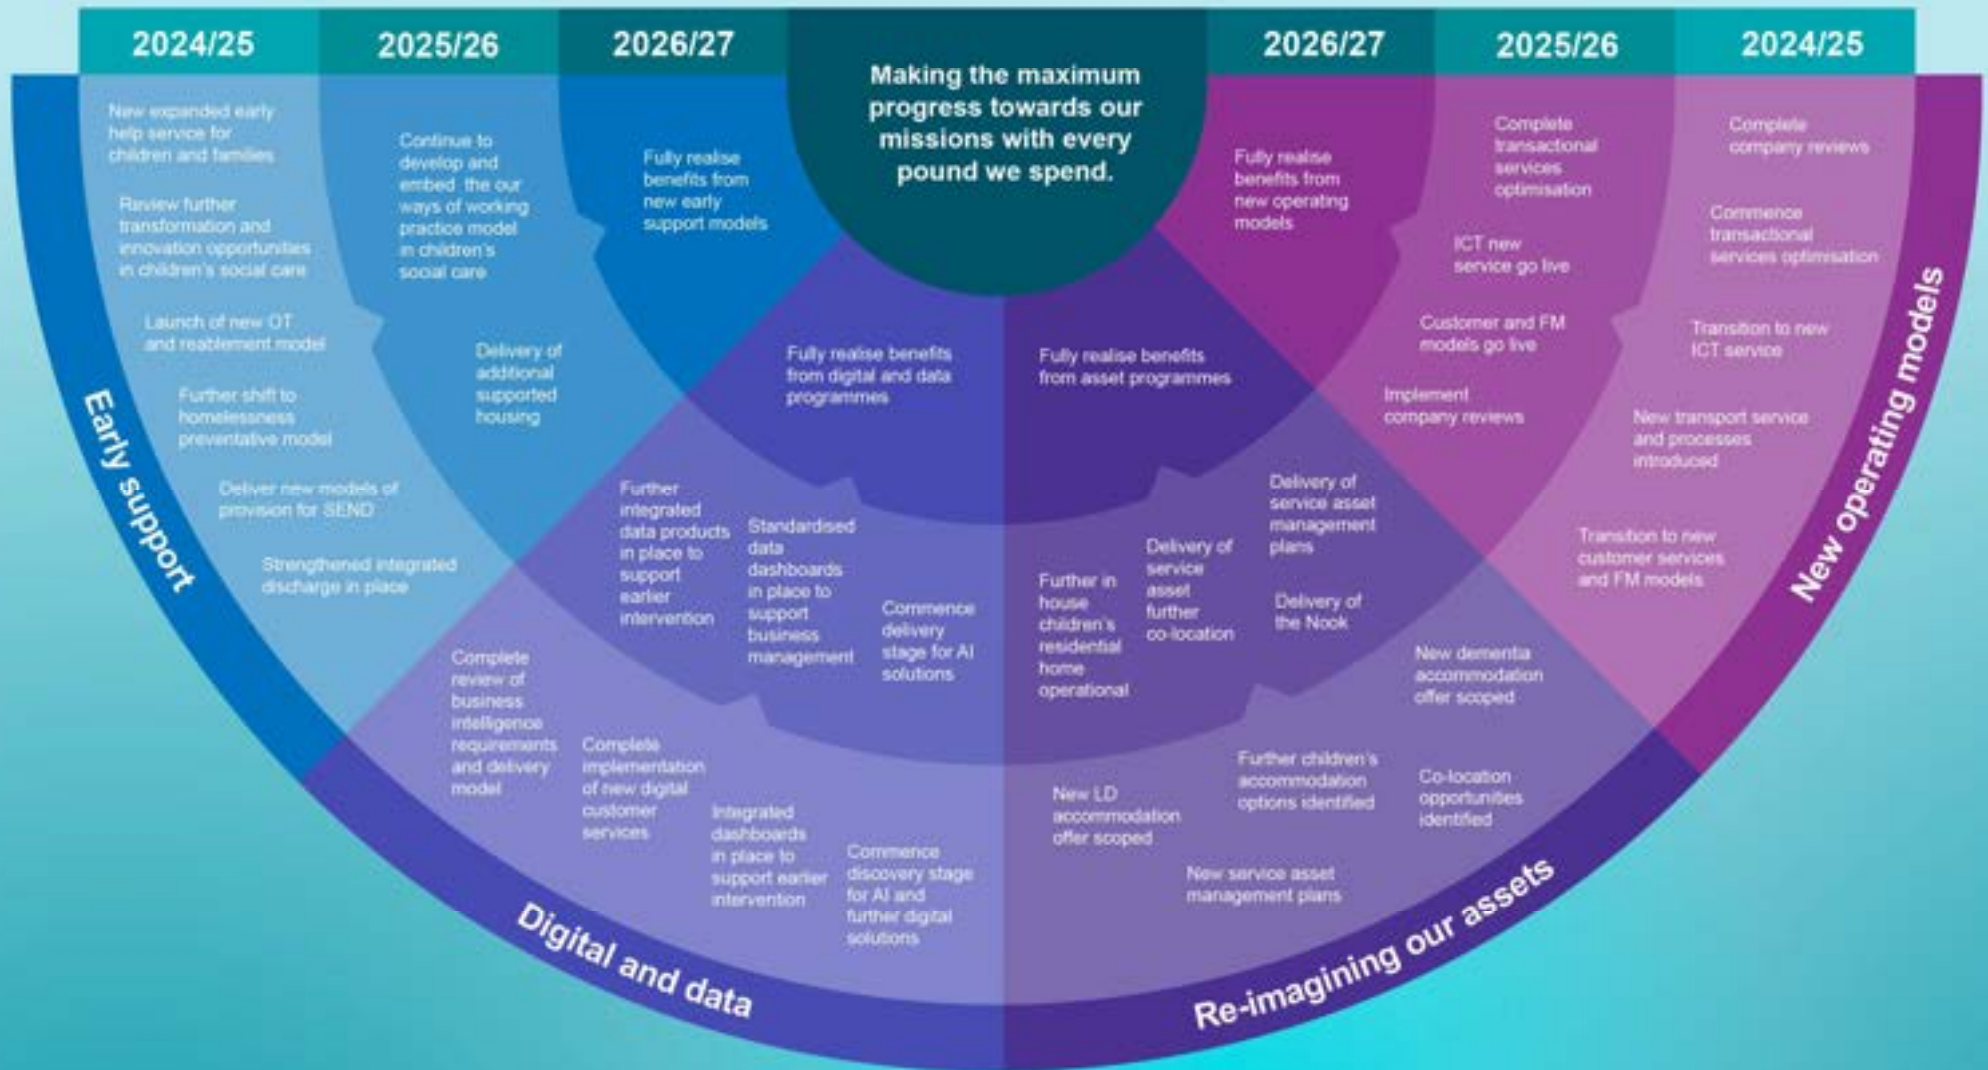 2024/25
2025/26
2026/27
Making the maximum
progress towards our
missions with every
pound we spend.
2026/27
2025/26
2024/25
Early support
New expanded early
help service for
children and families
Review further
transformation and
innovation opportunities
in children's social care
Launch of new OT
and reablement model
Further shift to
homelessness
preventative model
Deliver new models of
provision for SEND
Strengthened integrated
discharge in place
Continue to
develop and
embed the our
ways of working
practice model
in children's
social care
Delivery of
additional
supported
housing
Fully realise
benefits from
new early
support models
Digital and data
Complete
review of
business
intelligence
requirements
and delivery
model
Complete
implementation
of new digital
customer
services
Integrated
dashboards
in place to
support earlier
intervention
Commence
discovery stage
for AI and
further digital
solutions
Further
integrated
data products
in place to
support
earlier
intervention
Standardised
data
dashboards
in place to
support
business
management
Commence
delivery
stage for AI
solutions
Fully realise benefits
from digital and data
programmes
Re-imagining our assets
Fully realise benefits
from asset programmes
Further in
house
children's
residential
home
operational
Delivery of
service
asset
further
co-location
Delivery of
service asset
management
plans
Delivery of
the Nook
New LD
accommodation
offer scoped
New service asset
management plans
Further children's
accommodation
options identified
Co-location
opportunities
identified
New dementia
accommodation
offer scoped
New operating models
Fully realise
benefits from
new operating
models
Complete
transactional
services
optimisation
ICT new
service go live
Customer and FM
models go live
Implement
company reviews
Complete
company reviews
Commence
transactional
services optimisation
Transition to new
ICT service
New transport service
and processes
introduced
Transition to new
customer services
and FM models